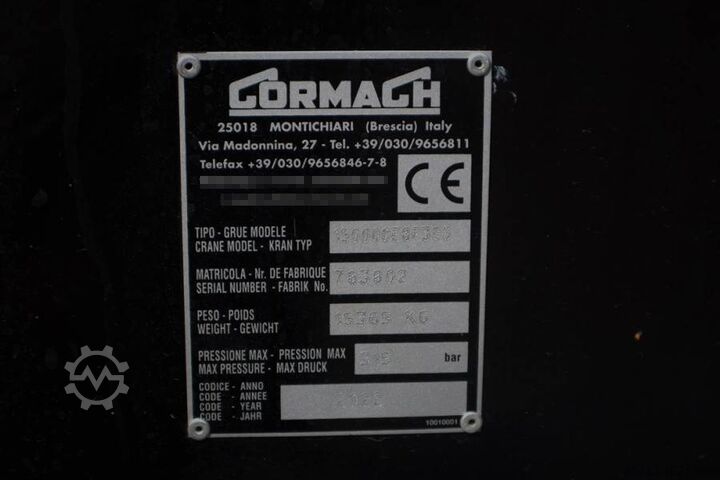 CORMACH
25018 MONTICHIARI (Brescia) Italy
Via Madonnina, 27 - Tel. +39/030/9656811
Telefax +39/030/9656846-7-8
CE
TIPO - GRUE MODELE
CRANE MODEL - KRAN TYP
MATRICOLA - Nr. DE FABRIQUE
SERIAL NUMBER - FABRIK No.
PESO - POIDS
WEIGHT - GEWICHT
KG
PRESSIONE MAX - PRESSION MAX
MAX PRESSURE - MAX DRUCK
bar
CODICE - ANNO
CODE - ANNEE
CODE - YEAR
CODE - JAHR
10010001